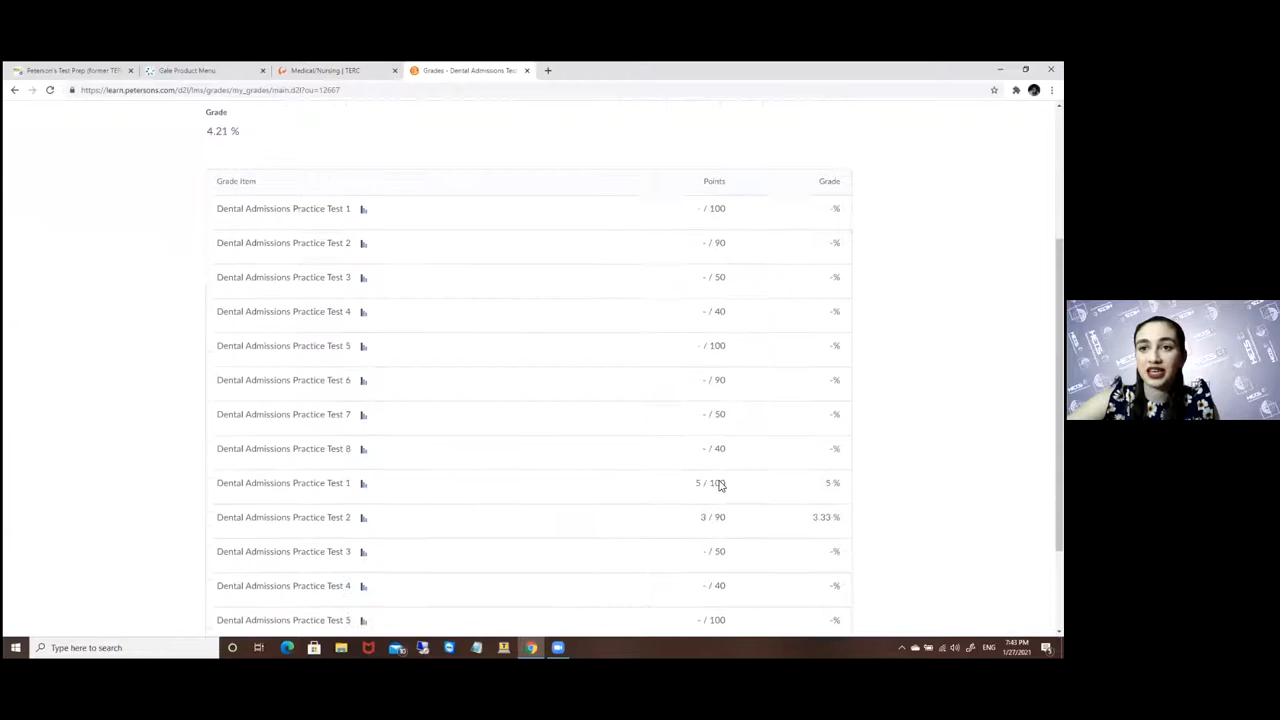 Peterson's Test Prep (former TER
Gale Product Menu
Medical/Nursing | TERC
Grades - Dental Admissions Test
https://learn.petersons.com/d2l/lms/grades/my_grades/main.d2l?ou=12667
Grade
4.21 %
Grade Item Points Grade
Dental Admissions Practice Test 1 - / 100 -%
Dental Admissions Practice Test 2 - / 90 -%
Dental Admissions Practice Test 3 - / 50 -%
Dental Admissions Practice Test 4 - / 40 -%
Dental Admissions Practice Test 5 - / 100 -%
Dental Admissions Practice Test 6 - / 90 -%
Dental Admissions Practice Test 7 - / 50 -%
Dental Admissions Practice Test 8 - / 40 -%
Dental Admissions Practice Test 1 5 / 100 5 %
Dental Admissions Practice Test 2 3 / 90 3.33 %
Dental Admissions Practice Test 3 - / 50 -%
Dental Admissions Practice Test 4 - / 40 -%
Dental Admissions Practice Test 5 - / 100 -%
HETS
Type here to search
ENG
7:43 PM
1/27/2021